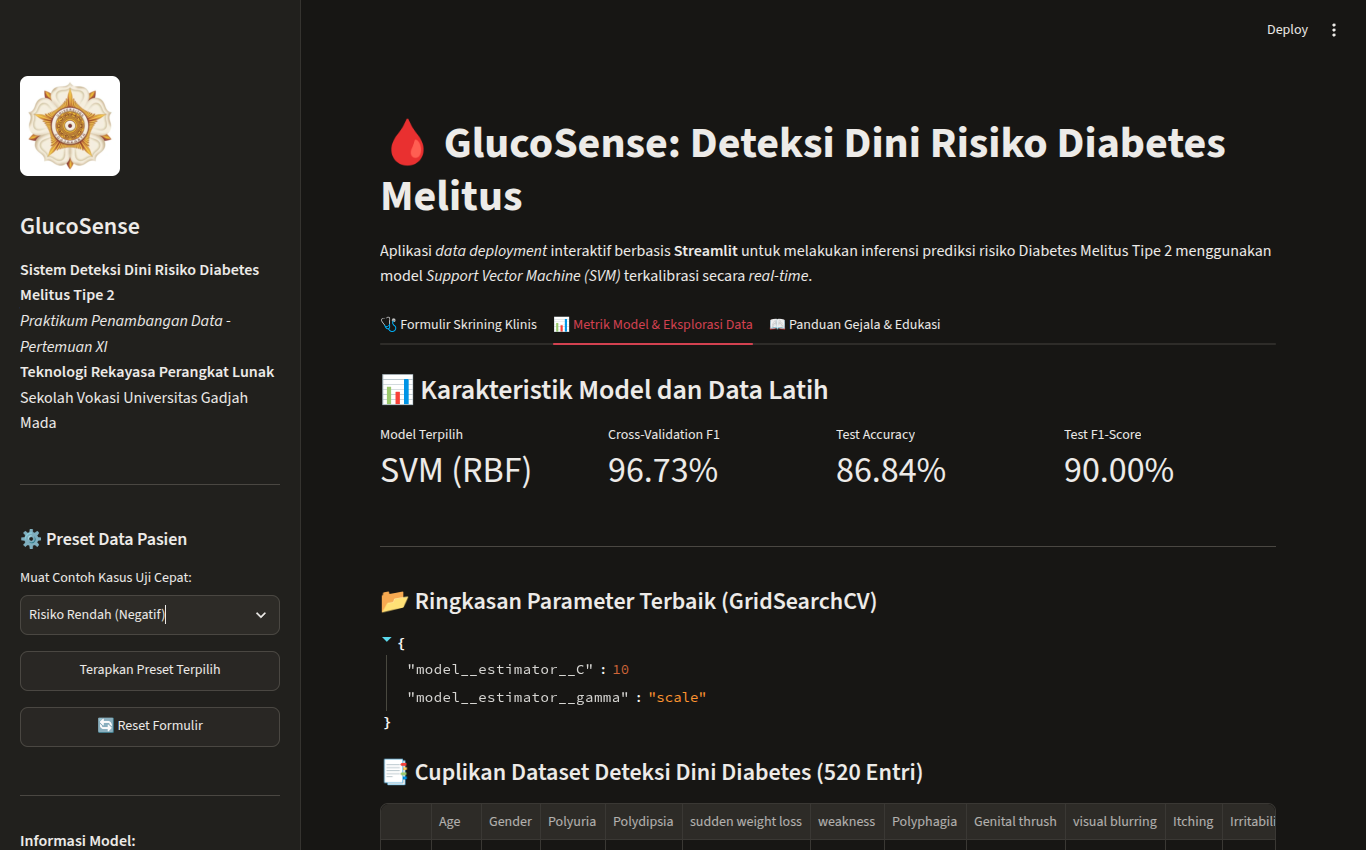 Deploy
GlucoSense
Sistem Deteksi Dini Risiko Diabetes
Melitus Tipe 2
Praktikum Penambangan Data -
Pertemuan XI
Teknologi Rekayasa Perangkat Lunak
Sekolah Vokasi Universitas Gadjah
Mada
Preset Data Pasien
Muat Contoh Kasus Uji Cepat:
Risiko Rendah (Negatif)
Terapkan Preset Terpilih
Reset Formulir
Informasi Model:
GlucoSense: Deteksi Dini Risiko Diabetes
Melitus
Aplikasi data deployment interaktif berbasis Streamlit untuk melakukan inferensi prediksi risiko Diabetes Melitus Tipe 2 menggunakan
model Support Vector Machine (SVM) terkalibrasi secara real-time.
Formulir Skrining Klinis Metrik Model & Eksplorasi Data Panduan Gejala & Edukasi
Karakteristik Model dan Data Latih
Model Terpilih Cross-Validation F1 Test Accuracy Test F1-Score
SVM (RBF) 96.73% 86.84% 90.00%
Ringkasan Parameter Terbaik (GridSearchCV)
{
"model__estimator__C" : 10
"model__estimator__gamma" : "scale"
}
Cuplikan Dataset Deteksi Dini Diabetes (520 Entri)
Age Gender Polyuria Polydipsia sudden weight loss weakness Polyphagia Genital thrush visual blurring Itching Irritabili